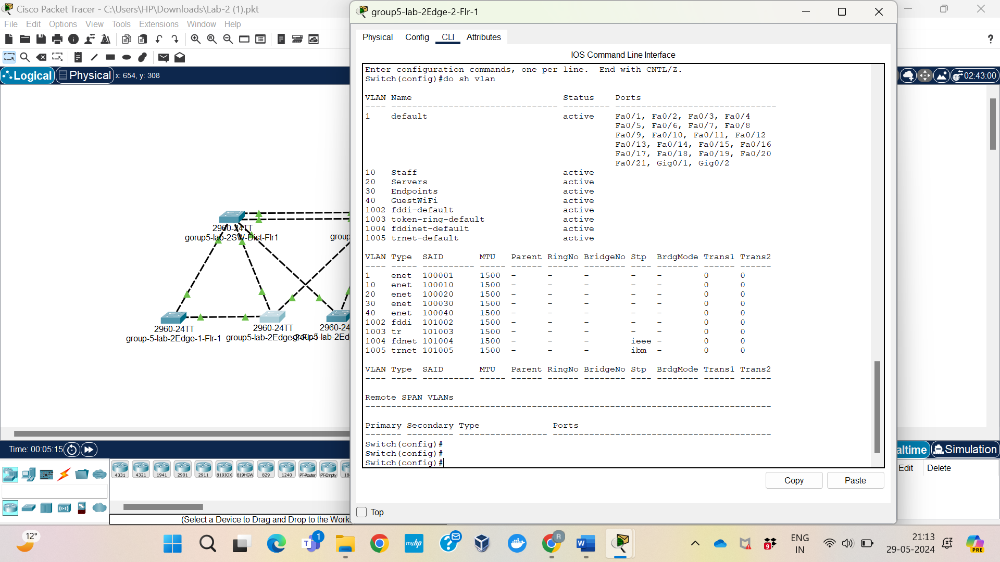 Cisco Packet Tracer - C:\Users\HP\Downloads\Lab-2 (1).pkt
File Edit Options View Tools Extensions Window Help
Logical Physical x: 654, y: 308
02:43:00
?
2960-24TT
gorup5-lab-2SW-Dist-Flr1
group
2960-24TT
group-5-lab-2Edge-1-Flr-1
2960-24TT
group5-lab-2Edge-2-Flr-1
2960-24
group5-lab-2Ed
Time: 00:05:15
4331 4321 1941 2901 2911 819IOX 819HGW 829 1240 PT-Router PT-Empty 18
(Select a Device to Drag and Drop to the Work
altime Simulation
Edit Delete
group5-lab-2Edge-2-Flr-1
Physical Config CLI Attributes
IOS Command Line Interface
Enter configuration commands, one per line.  End with CNTL/Z.
Switch(config)#do sh vlan
VLAN Name Status Ports
---- -------------------------------- --------- -------------------------------
1 default active Fa0/1, Fa0/2, Fa0/3, Fa0/4
Fa0/5, Fa0/6, Fa0/7, Fa0/8
Fa0/9, Fa0/10, Fa0/11, Fa0/12
Fa0/13, Fa0/14, Fa0/15, Fa0/16
Fa0/17, Fa0/18, Fa0/19, Fa0/20
Fa0/21, Gig0/1, Gig0/2
10 Staff active
20 Servers active
30 Endpoints active
40 GuestWiFi active
1002 fddi-default active
1003 token-ring-default active
1004 fddinet-default active
1005 trnet-default active
VLAN Type SAID MTU Parent RingNo BridgeNo Stp BrdgMode Trans1 Trans2
---- ----- ---------- ----- ------ ------ -------- ---- -------- ------ ------
1 enet 100001 1500 - - - - - 0 0
10 enet 100010 1500 - - - - - 0 0
20 enet 100020 1500 - - - - - 0 0
30 enet 100030 1500 - - - - - 0 0
40 enet 100040 1500 - - - - - 0 0
1002 fddi 101002 1500 - - - - - 0 0
1003 tr 101003 1500 - - - - - 0 0
1004 fdnet 101004 1500 - - - ieee - 0 0
1005 trnet 101005 1500 - - - ibm - 0 0
VLAN Type SAID MTU Parent RingNo BridgeNo Stp BrdgMode Trans1 Trans2
---- ----- ---------- ----- ------ ------ -------- ---- -------- ------ ------
Remote SPAN VLANs
------------------------------------------------------------------------------
Primary Secondary Type Ports
------- --------- ----------------- ------------------------------------------
Switch(config)#
Switch(config)#
Switch(config)#
Copy Paste
Top
12°
1
myhp
R
9
ENG
IN
21:13
29-05-2024
PRE